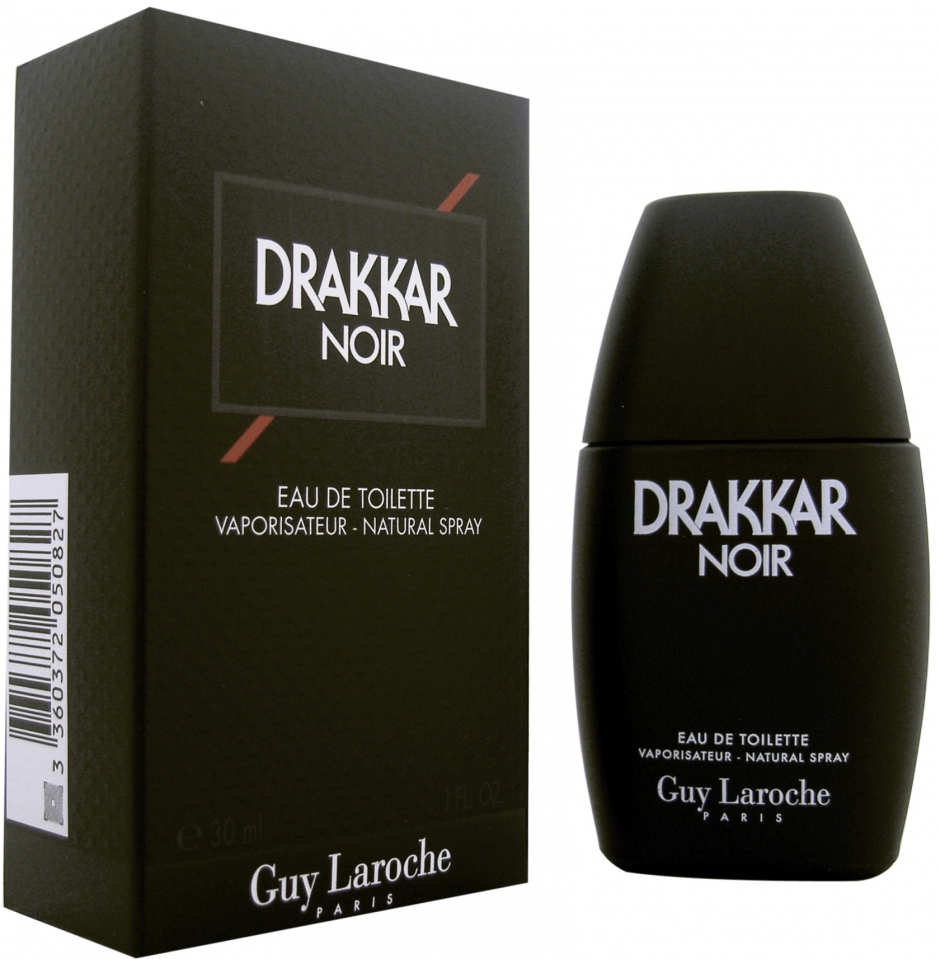 DRAKKAR
NOIR
EAU DE TOILETTE
VAPORISATEUR - NATURAL SPRAY
3 360372 050827
1 FL. OZ
e 30 ml
Guy Laroche
PARIS
DRAKKAR
NOIR
EAU DE TOILETTE
VAPORISATEUR - NATURAL SPRAY
Guy Laroche
PARIS